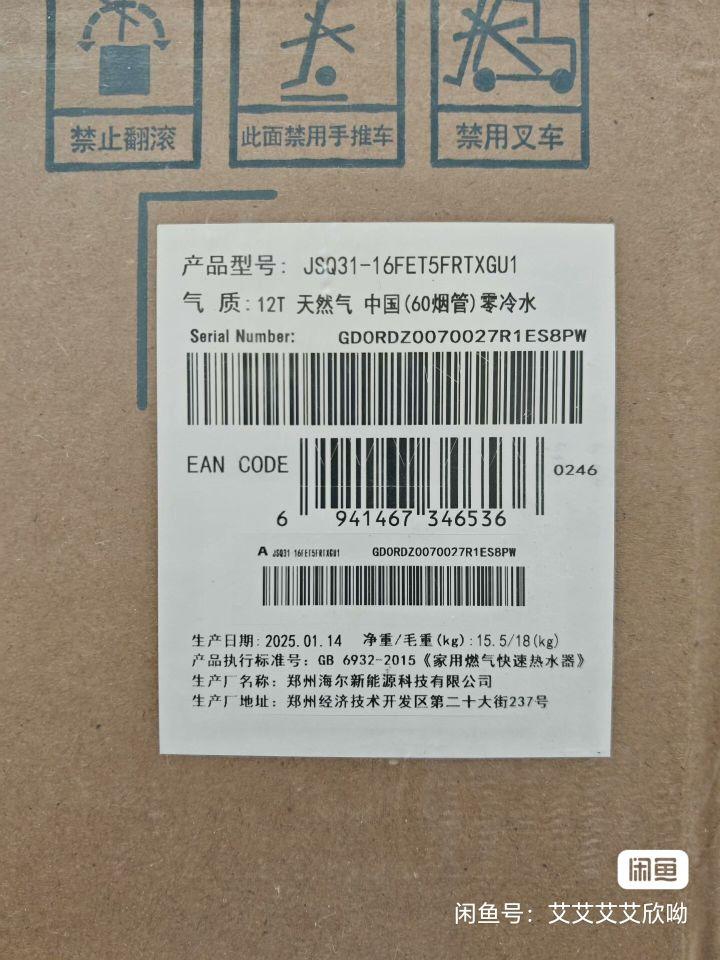 禁止翻滚
此面禁用手推车
禁用叉车
产品型号: JSQ31-16FET5FRTXGU1
气 质: 12T 天然气 中国(60烟管)零冷水
Serial Number: GD0RDZ0070027R1ES8PW
EAN CODE
0246
6 941467 346536
A JSQ31-16FET5FRTXGU1 GD0RDZ0070027R1ES8PW
生产日期: 2025.01.14 净重/毛重(kg):15.5/18(kg)
产品执行标准号: GB 6932-2015《家用燃气快速热水器》
生产厂名称: 郑州海尔新能源科技有限公司
生产厂地址: 郑州经济技术开发区第二十大街237号
闲鱼
闲鱼号：艾艾艾艾欣呦